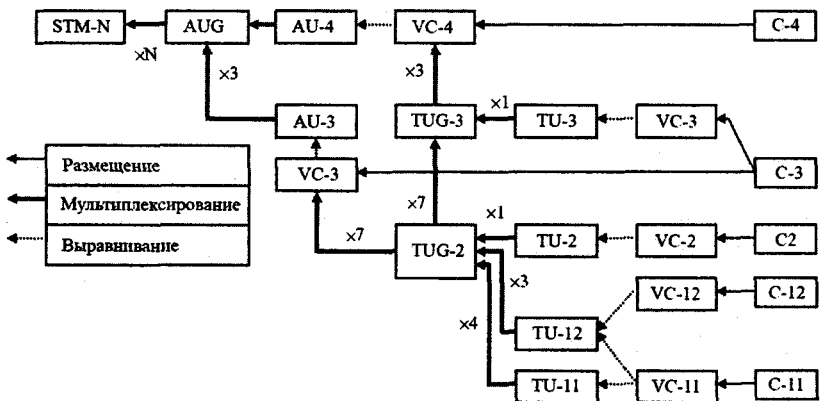 STM-N
AUG
AU-4
VC-4
C-4
×N
×3
×3
×1
AU-3
TUG-3
TU-3
VC-3
Размещение
VC-3
C-3
Мультиплексирование
×7
×7
×1
Выравнивание
TUG-2
TU-2
VC-2
C2
×3
VC-12
C-12
×4
TU-12
TU-11
VC-11
C-11